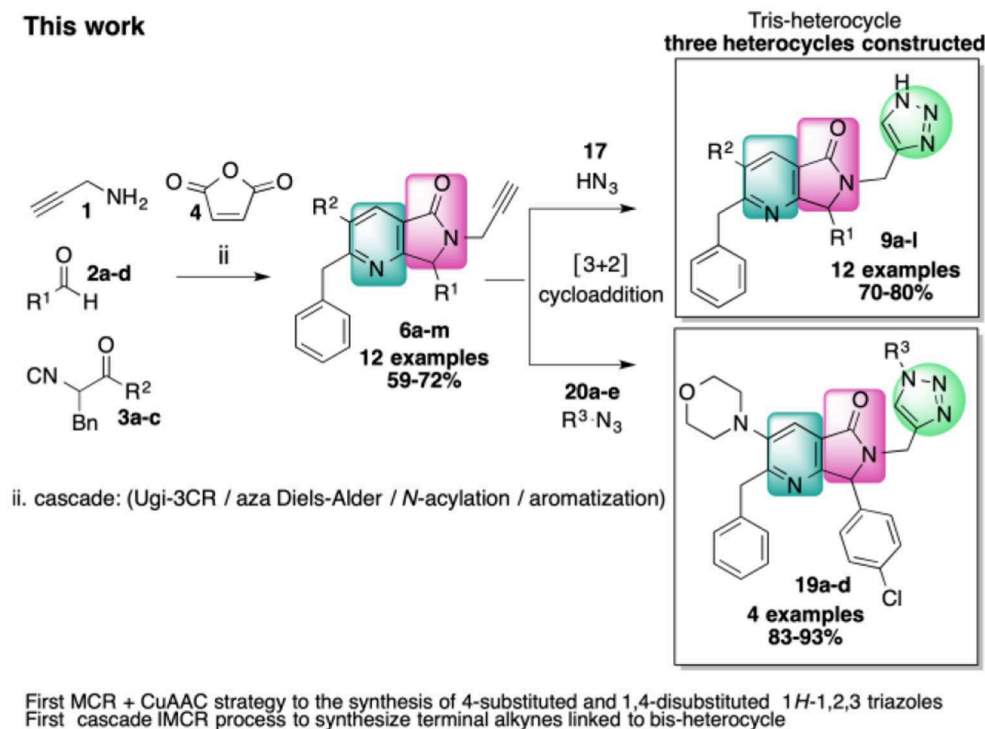 This work
Tris-heterocycle
three heterocycles constructed
NH2
1
O
O
O
4
O
R1
H
2a-d
CN
O
R2
Bn
3a-c
ii
R2
O
N
N
R1
6a-m
12 examples
59-72%
17
HN3
[3+2]
cycloaddition
20a-e
R3·N3
H
N
N
N
R2
O
N
N
R1
9a-l
12 examples
70-80%
R3
N
N
N
O
N
O
N
N
Cl
19a-d
4 examples
83-93%
ii. cascade: (Ugi-3CR / aza Diels-Alder / N-acylation / aromatization)
First MCR + CuAAC strategy to the synthesis of 4-substituted and 1,4-disubstituted 1H-1,2,3 triazoles
First cascade IMCR process to synthesize terminal alkynes linked to bis-heterocycle